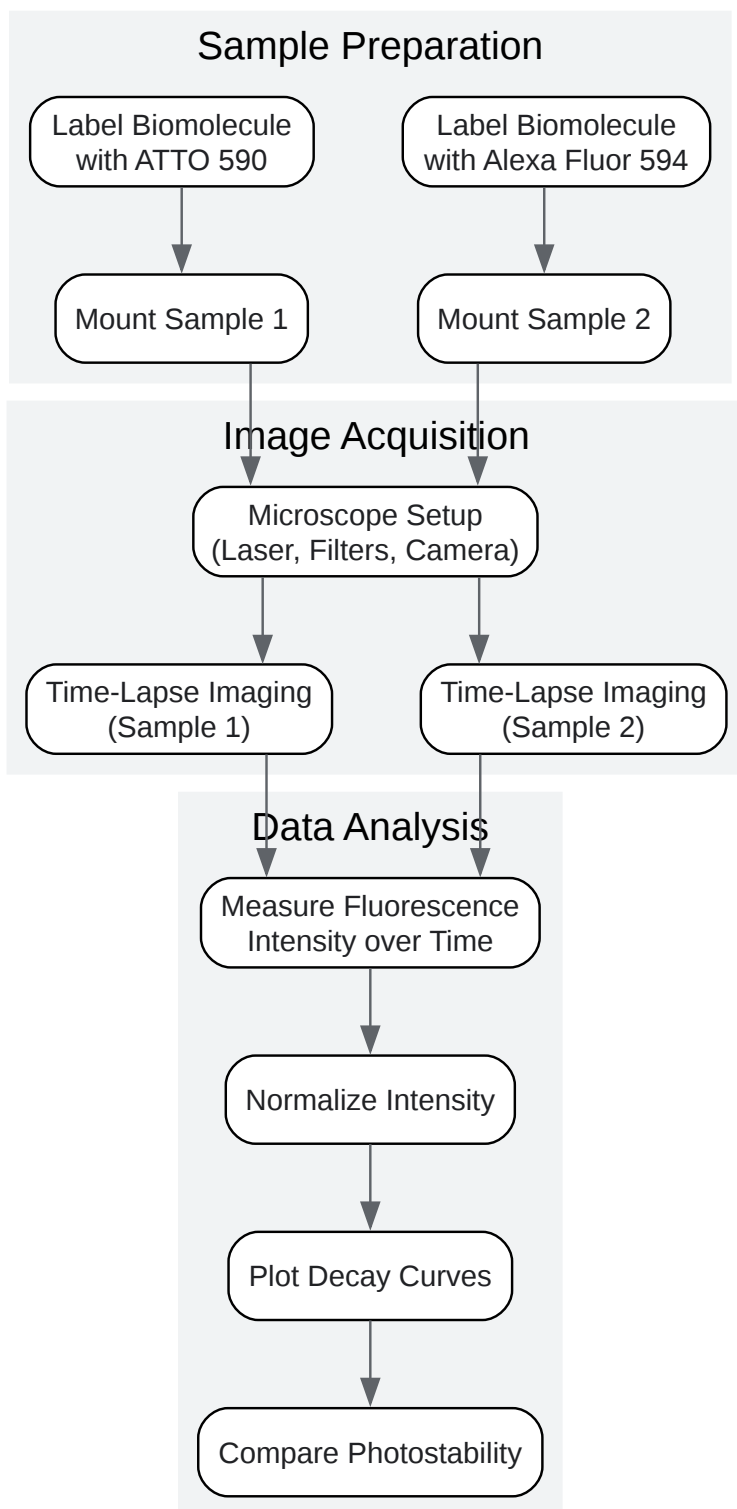 Sample Preparation
Label Biomolecule
with ATTO 590
Label Biomolecule
with Alexa Fluor 594
Mount Sample 1
Mount Sample 2
Image Acquisition
Microscope Setup
(Laser, Filters, Camera)
Time-Lapse Imaging
(Sample 1)
Time-Lapse Imaging
(Sample 2)
Data Analysis
Measure Fluorescence
Intensity over Time
Normalize Intensity
Plot Decay Curves
Compare Photostability